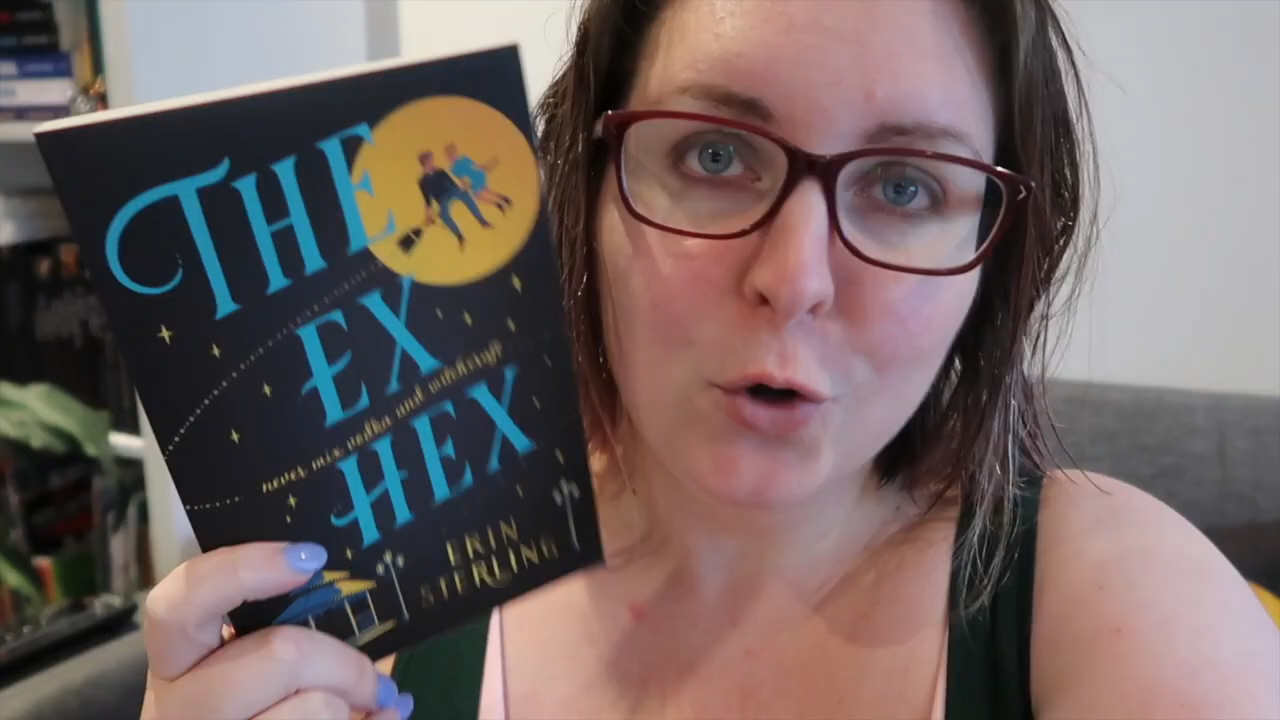 THE
EX
never mix vodka and witchcraft
HEX
ERIN
STERLING